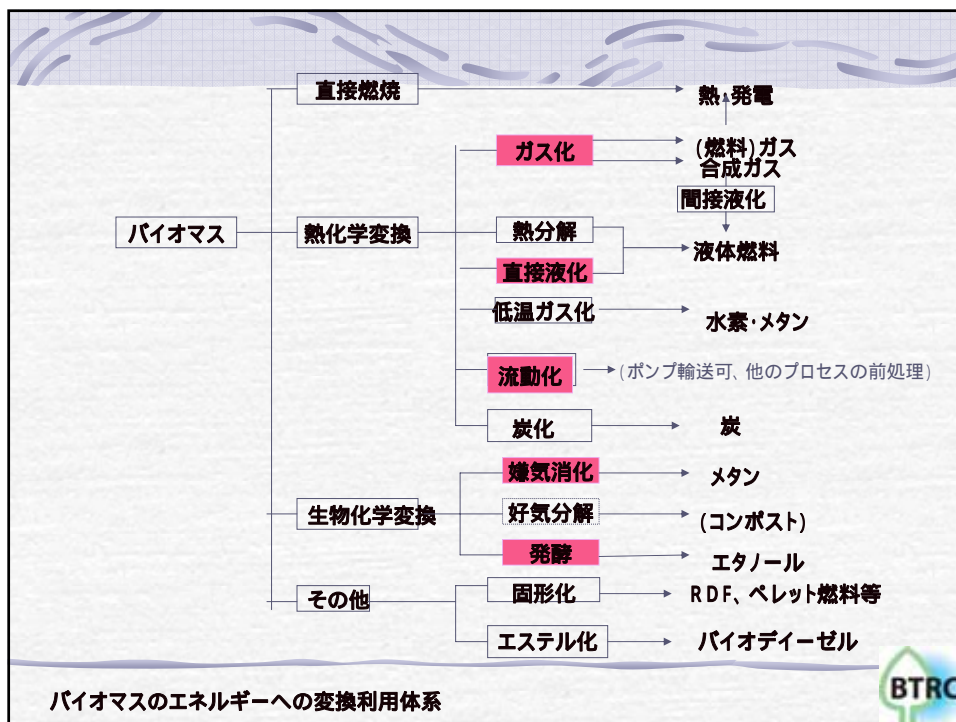 直接燃焼
熱・発電
ガス化
(燃料)ガス
合成ガス
間接液化
バイオマス
熱化学変換
熱分解
液体燃料
直接液化
低温ガス化
水素・メタン
流動化
(ポンプ輸送可、他のプロセスの前処理)
炭化
炭
嫌気消化
メタン
生物化学変換
好気分解
(コンポスト)
発酵
エタノール
その他
固形化
RDF、ペレット燃料等
エステル化
バイオデイーゼル
バイオマスのエネルギーへの変換利用体系
BTRC